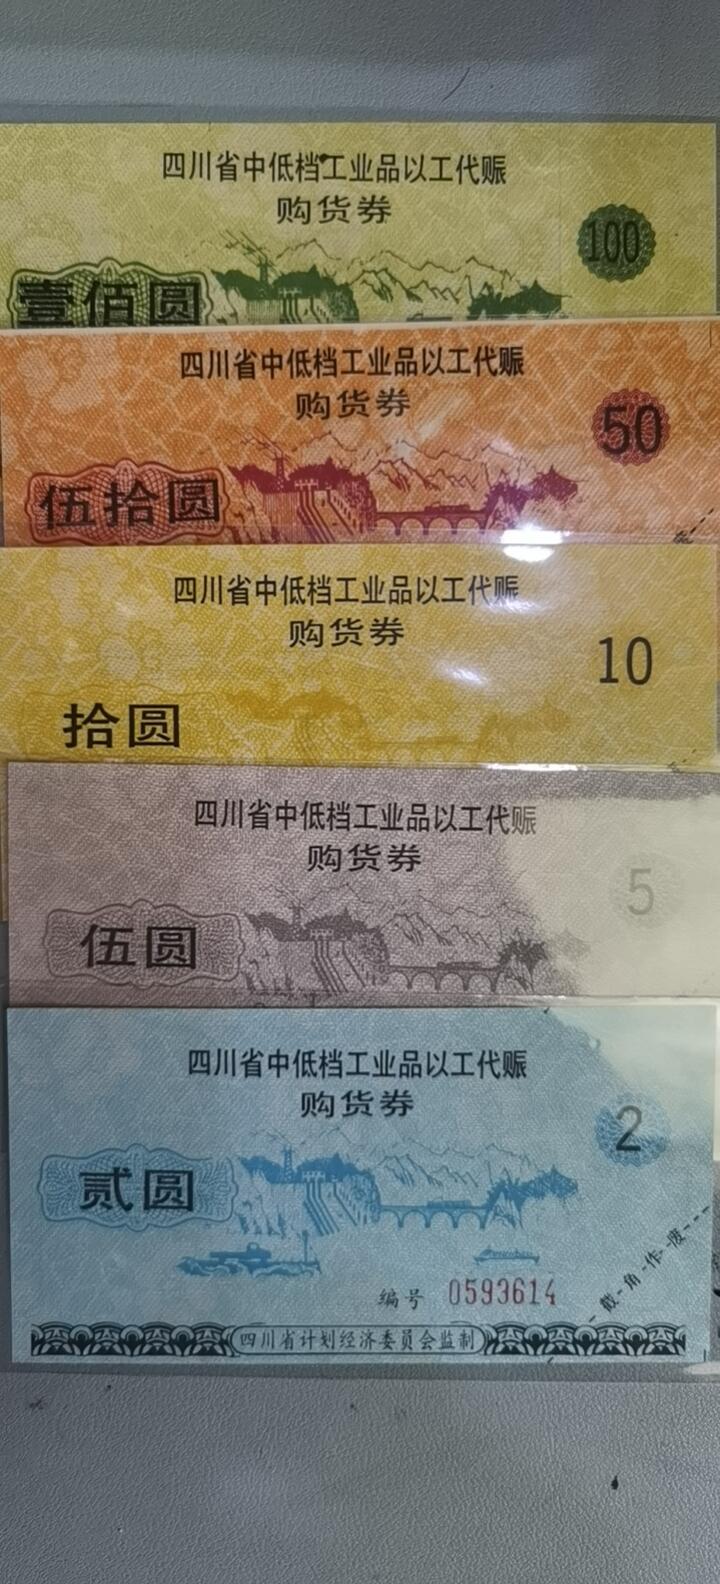 四川省中低档工业品以工代赈
购货券
100
壹佰圆
四川省中低档工业品以工代赈
购货券
50
伍拾圆
四川省中低档工业品以工代赈
购货券
10
拾圆
四川省中低档工业品以工代赈
购货券
5
伍圆
四川省中低档工业品以工代赈
购货券
2
贰圆
编号 0593614
截-角-作-废
四川省计划经济委员会监制